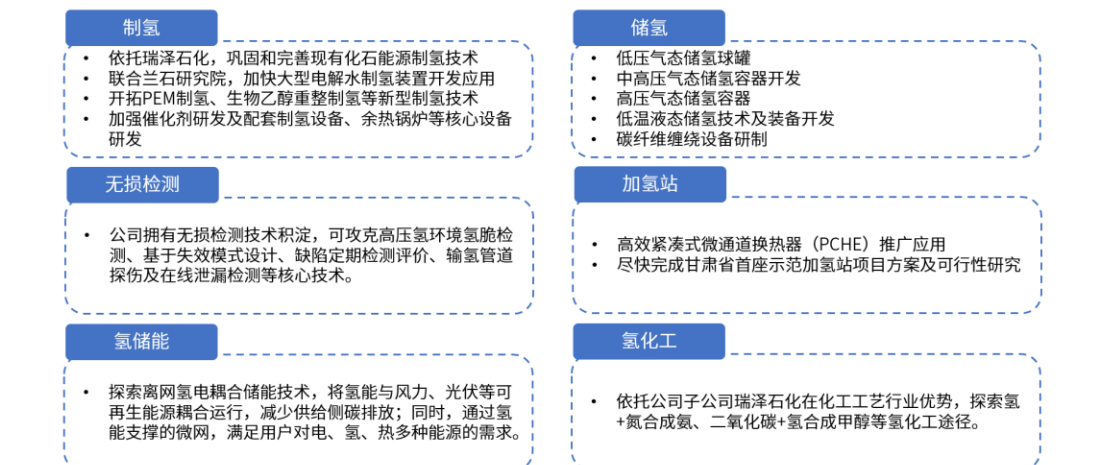 制氢
• 依托瑞泽石化，巩固和完善现有化石能源制氢技术
• 联合兰石研究院，加快大型电解水制氢装置开发应用
• 开拓PEM制氢、生物乙醇重整制氢等新型制氢技术
• 加强催化剂研发及配套制氢设备、余热锅炉等核心设备
研发
储氢
• 低压气态储氢球罐
• 中高压气态储氢容器开发
• 高压气态储氢容器
• 低温液态储氢技术及装备开发
• 碳纤维缠绕设备研制
无损检测
• 公司拥有无损检测技术积淀，可攻克高压氢环境氢脆检
测、基于失效模式设计、缺陷定期检测评价、输氢管道
探伤及在线泄漏检测等核心技术。
加氢站
• 高效紧凑式微通道换热器（PCHE）推广应用
• 尽快完成甘肃省首座示范加氢站项目方案及可行性研究
氢储能
• 探索离网氢电耦合储能技术，将氢能与风力、光伏等可
再生能源耦合运行，减少供给侧碳排放；同时，通过氢
能支撑的微网，满足用户对电、氢、热多种能源的需求。
氢化工
• 依托公司子公司瑞泽石化在化工工艺行业优势，探索氢
+氮合成氨、二氧化碳+氢合成甲醇等氢化工途径。